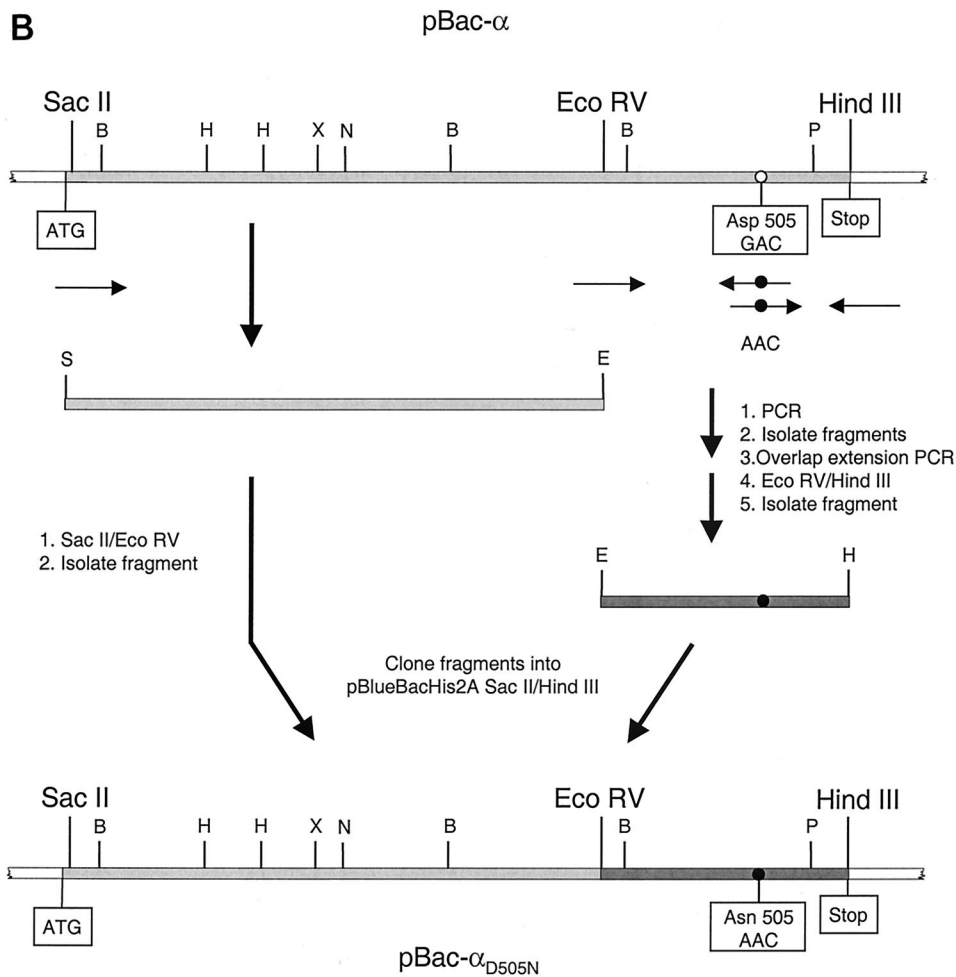 B
pBac-α
Sac II
Eco RV
Hind III
B H H X N B B P
ATG
Asp 505
GAC
Stop
AAC
S E
1. PCR
2. Isolate fragments
3.Overlap extension PCR
4. Eco RV/Hind III
5. Isolate fragment
1. Sac II/Eco RV
2. Isolate fragment
E H
Clone fragments into
pBlueBacHis2A Sac II/Hind III
Sac II
Eco RV
Hind III
B H H X N B B P
ATG
Asn 505
AAC
Stop
pBac-αD505N